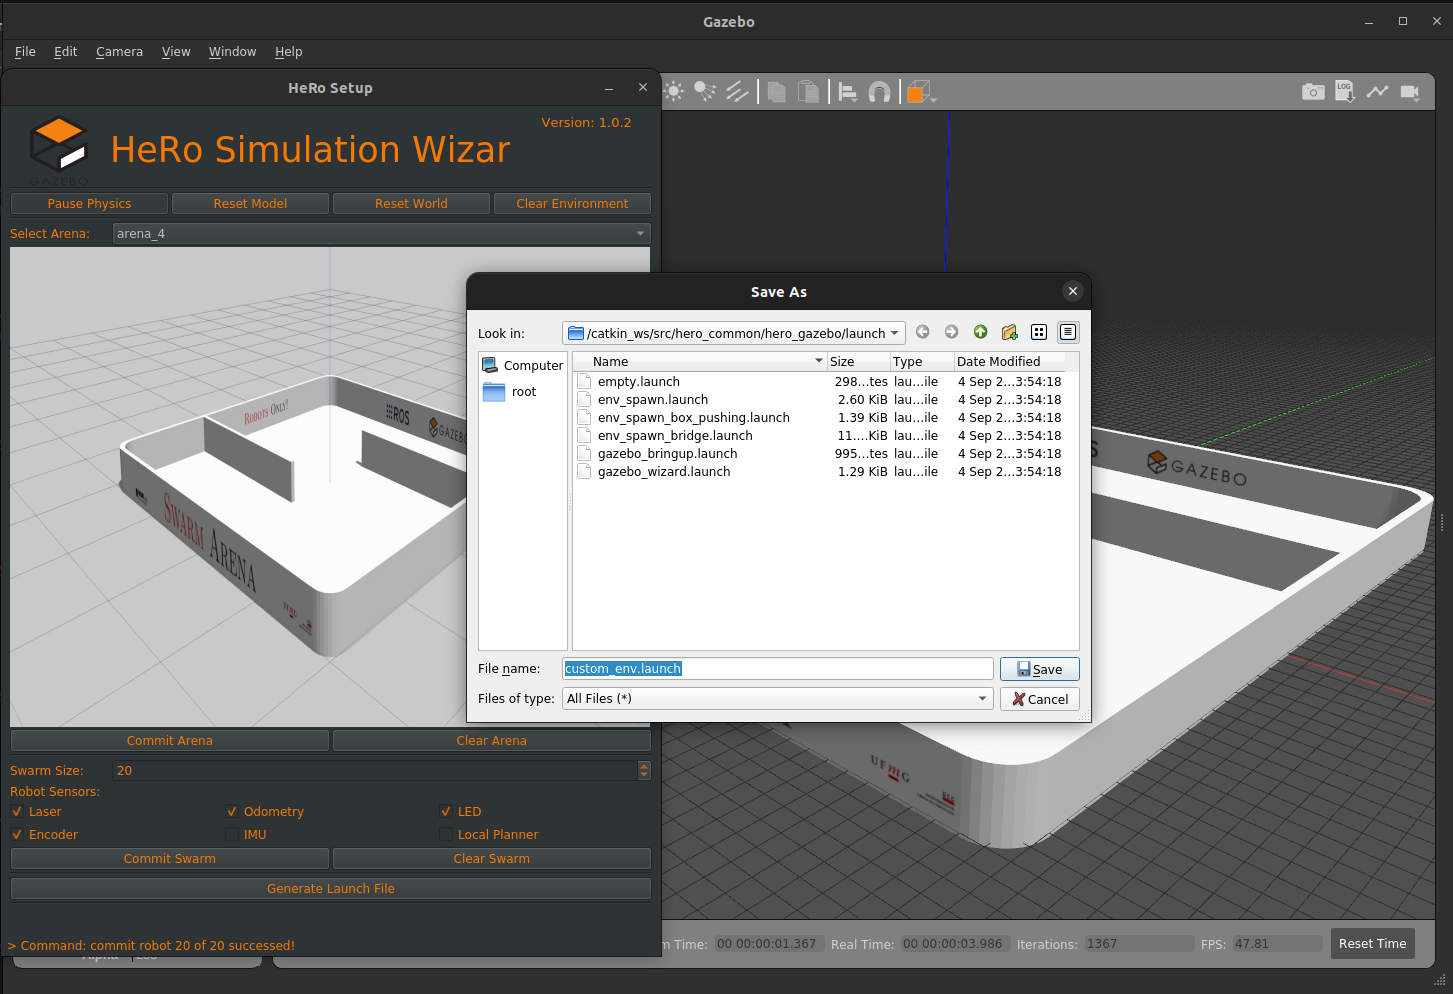 Gazebo
File Edit Camera View Window Help
HeRo Setup
Version: 1.0.2
HeRo Simulation Wizar
GAZEBO
Pause Physics Reset Model Reset World Clear Environment
Select Arena: arena_4
LOG
Save As
Look in: /catkin_ws/src/hero_common/hero_gazebo/launch
Computer
root
Name Size Type Date Modified
empty.launch 298...tes lau...ile 4 Sep 2...3:54:18
env_spawn.launch 2.60 KiB lau...ile 4 Sep 2...3:54:18
env_spawn_box_pushing.launch 1.39 KiB lau...ile 4 Sep 2...3:54:18
env_spawn_bridge.launch 11....KiB lau...ile 4 Sep 2...3:54:18
gazebo_bringup.launch 995...tes lau...ile 4 Sep 2...3:54:18
gazebo_wizard.launch 1.29 KiB lau...ile 4 Sep 2...3:54:18
File name: custom_env.launch Save
Files of type: All Files (*) Cancel
Robots Only!
ROS
GAZEBO
Swarm Arena
UFMG
S GAZEBO
UFMG
Commit Arena Clear Arena
Swarm Size: 20
Robot Sensors:
Laser Odometry LED
Encoder IMU Local Planner
Commit Swarm Clear Swarm
Generate Launch File
> Command: commit robot 20 of 20 successed!
m Time: 00 00:00:01.367 Real Time: 00 00:00:03.986 Iterations: 1367 FPS: 47.81 Reset Time